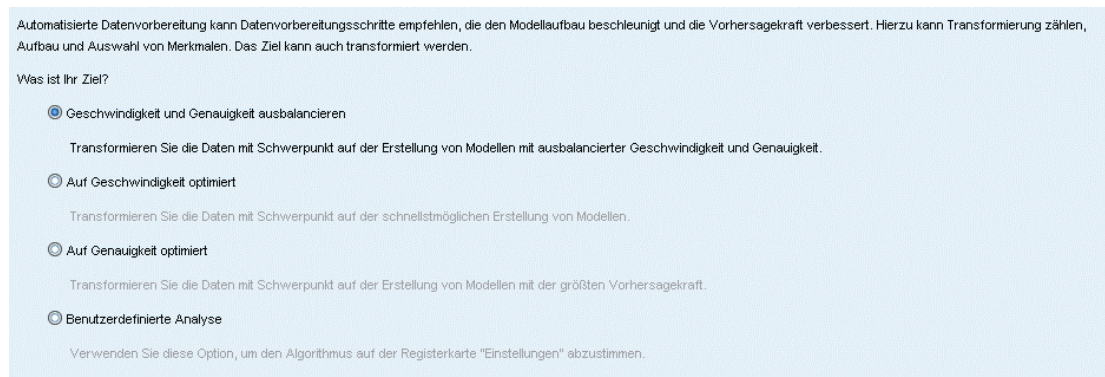 Automatisierte Datenvorbereitung kann Datenvorbereitungsschritte empfehlen, die den Modellaufbau beschleunigt und die Vorhersagekraft verbessert. Hierzu kann Transformierung zählen,
Aufbau und Auswahl von Merkmalen. Das Ziel kann auch transformiert werden.
Was ist Ihr Ziel?
Geschwindigkeit und Genauigkeit ausbalancieren
Transformieren Sie die Daten mit Schwerpunkt auf der Erstellung von Modellen mit ausbalancierter Geschwindigkeit und Genauigkeit.
Auf Geschwindigkeit optimiert
Transformieren Sie die Daten mit Schwerpunkt auf der schnellstmöglichen Erstellung von Modellen.
Auf Genauigkeit optimiert
Transformieren Sie die Daten mit Schwerpunkt auf der Erstellung von Modellen mit der größten Vorhersagekraft.
Benutzerdefinierte Analyse
Verwenden Sie diese Option, um den Algorithmus auf der Registerkarte "Einstellungen" abzustimmen.